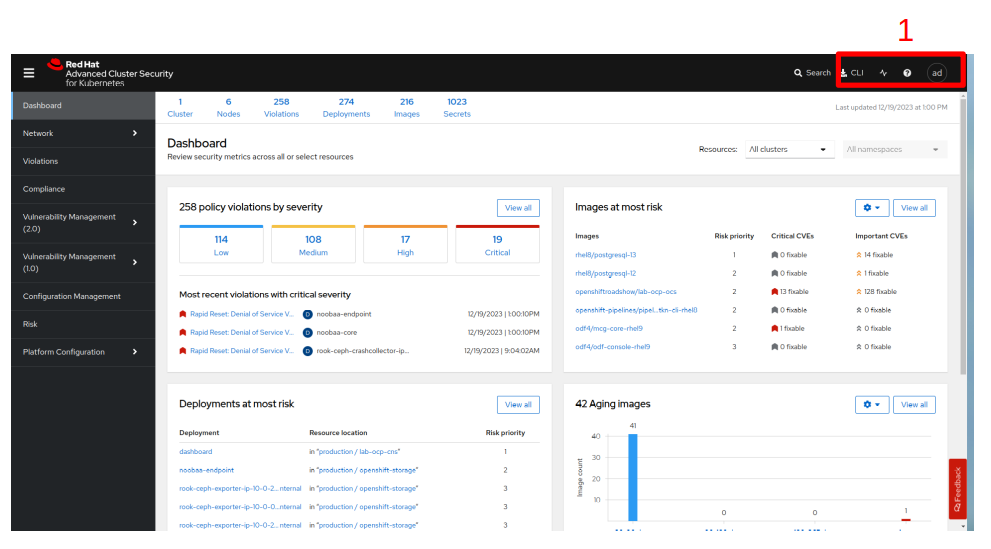 1
Red Hat
Advanced Cluster Security
for Kubernetes
Search CLI ? ad
Dashboard
Network
Violations
Compliance
Vulnerability Management
(2.0)
Vulnerability Management
(1.0)
Configuration Management
Risk
Platform Configuration
1 6 258 274 216 1023
Cluster Nodes Violations Deployments Images Secrets
Last updated 12/19/2023 at 1:00 PM
Dashboard
Review security metrics across all or select resources
Resources: All clusters All namespaces
258 policy violations by severity View all
114 108 17 19
Low Medium High Critical
Most recent violations with critical severity
Rapid Reset: Denial of Service V... D noobaa-endpoint 12/19/2023 | 1:00:10PM
Rapid Reset: Denial of Service V... D noobaa-core 12/19/2023 | 1:00:10PM
Rapid Reset: Denial of Service V... D rook-ceph-crashcollector-ip... 12/19/2023 | 9:04:02AM
Images at most risk View all
Images Risk priority Critical CVEs Important CVEs
rhel8/postgresql-13 1 0 fixable 14 fixable
rhel8/postgresql-12 2 0 fixable 1 fixable
openshiftroadshow/lab-ocp-ocs 2 13 fixable 128 fixable
openshift-pipelines/pipel...tkn-cli-rhel8 2 0 fixable 0 fixable
odf4/mcg-core-rhel9 2 1 fixable 0 fixable
odf4/odf-console-rhel9 3 0 fixable 0 fixable
Deployments at most risk View all
Deployment Resource location Risk priority
dashboard in "production / lab-ocp-cns" 1
noobaa-endpoint in "production / openshift-storage" 2
rook-ceph-exporter-ip-10-0-2...nternal in "production / openshift-storage" 3
rook-ceph-exporter-ip-10-0-0...nternal in "production / openshift-storage" 3
rook-ceph-exporter-ip-10-0-2...nternal in "production / openshift-storage" 3
42 Aging images View all
Image count
40
30
20
10
41 0 0 1
Feedback